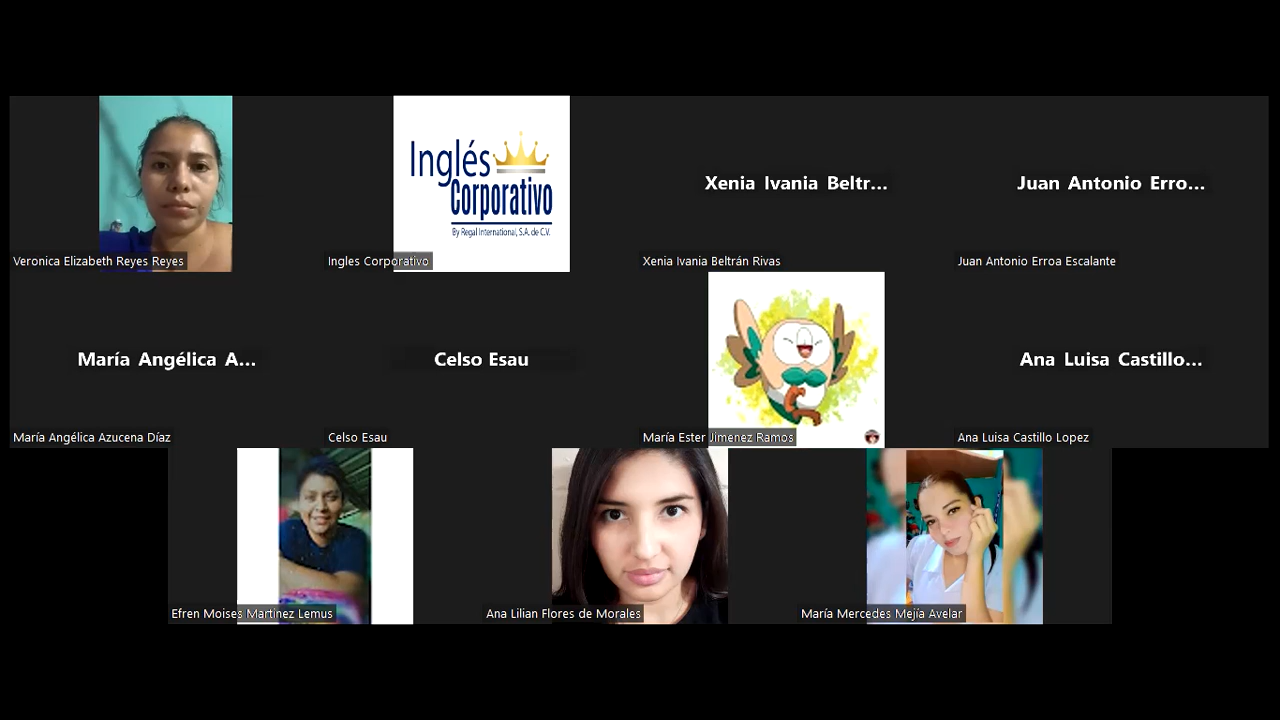 Inglés
Corporativo
By Regal International, S.A. de C.V.
Xenia Ivania Beltr...
Juan Antonio Erro...
Veronica Elizabeth Reyes Reyes
Ingles Corporativo
Xenia Ivania Beltrán Rivas
Juan Antonio Erroa Escalante
María Angélica A...
Celso Esau
Ana Luisa Castillo...
María Angélica Azucena Díaz
Celso Esau
María Ester Jimenez Ramos
Ana Luisa Castillo Lopez
Efren Moises Martinez Lemus
Ana Lilian Flores de Morales
María Mercedes Mejía Avelar